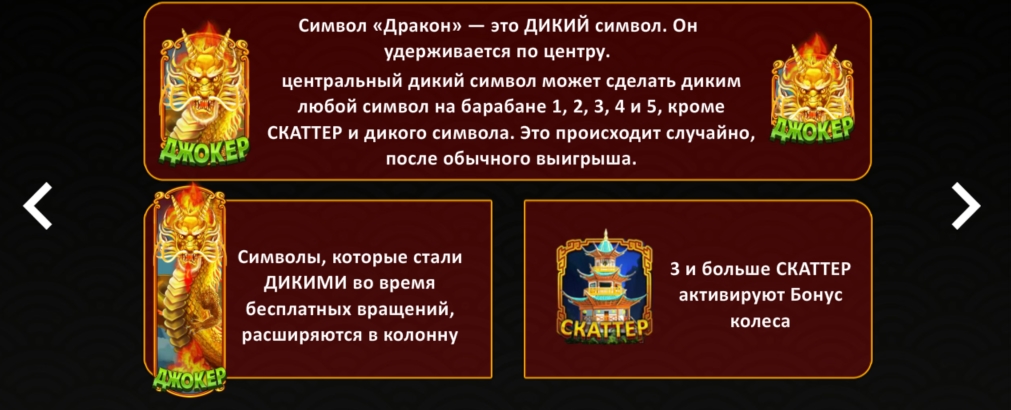 Символ «Дракон» — это ДИКИЙ символ. Он
удерживается по центру.
центральный дикий символ может сделать диким
любой символ на барабане 1, 2, 3, 4 и 5, кроме
СКАТТЕР и дикого символа. Это происходит случайно,
после обычного выигрыша.
ДЖОКЕР
ДЖОКЕР
Символы, которые стали
ДИКИМИ во время
бесплатных вращений,
расширяются в колонну
ДЖОКЕР
3 и больше СКАТТЕР
активируют Бонус
колеса
СКАТТЕР